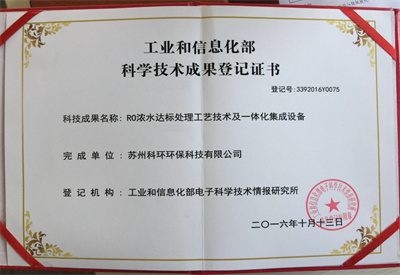 工业和信息化部
科学技术成果登记证书
登记号:3392016Y0075
科技成果名称: RO浓水达标处理工艺技术及一体化集成设备
完成单位: 苏州科环环保科技有限公司
登记机构: 工业和信息化部电子科学技术情报研究所
二〇一六年十月十三日